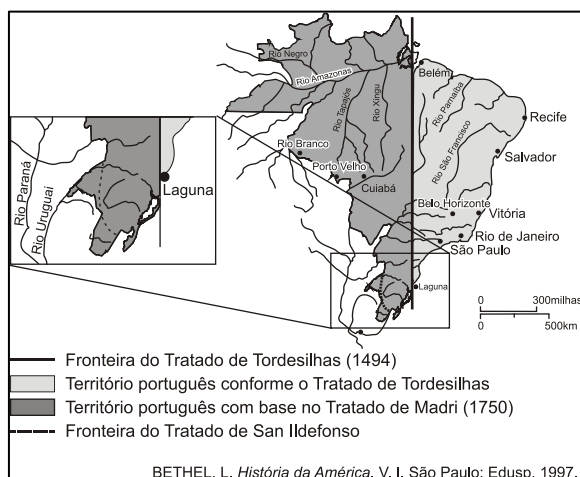 Rio Negro
Rio Amazonas
Belém
Rio Tapajós
Rio Xingu
Rio Parnaíba
Recife
Rio São Francisco
Salvador
Rio Branco
Porto Velho
Cuiabá
Belo Horizonte
Vitória
Rio de Janeiro
São Paulo
Laguna
Rio Paraná
Rio Uruguai
Laguna
0 300milhas
0 500km
Fronteira do Tratado de Tordesilhas (1494)
Território português conforme o Tratado de Tordesilhas
Território português com base no Tratado de Madri (1750)
Fronteira do Tratado de San Ildefonso
BETHEL, L. História da América. V. I. São Paulo: Edusp, 1997.